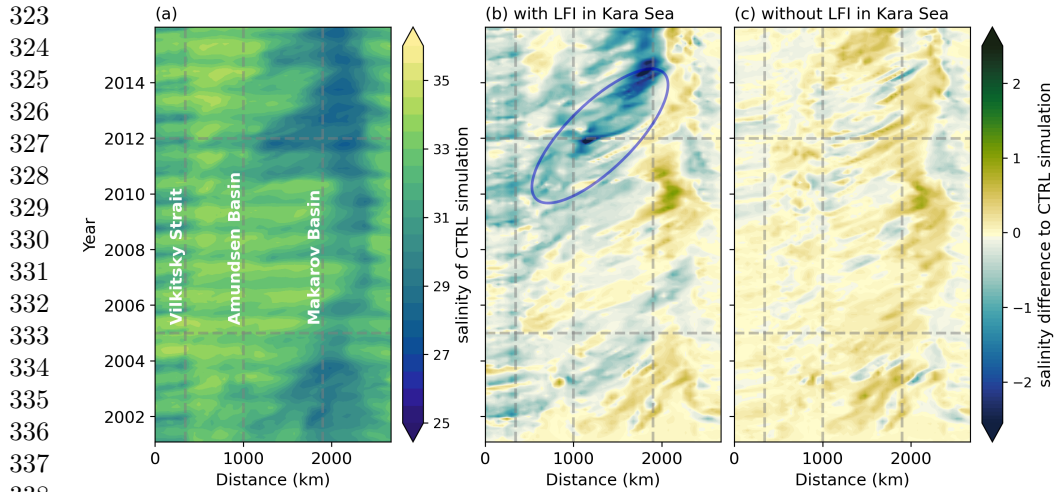 323
324
325
326
327
328
329
330
331
332
333
334
335
336
337
(a)
Year
2014
2012
2010
2008
2006
2004
2002
Vilkitsky Strait
Amundsen Basin
Makarov Basin
0 1000 2000
Distance (km)
35
33
31
29
27
25
salinity of CTRL simulation
(b) with LFI in Kara Sea
0 1000 2000
Distance (km)
(c) without LFI in Kara Sea
0 1000 2000
Distance (km)
2
1
0
−1
−2
salinity difference to CTRL simulation